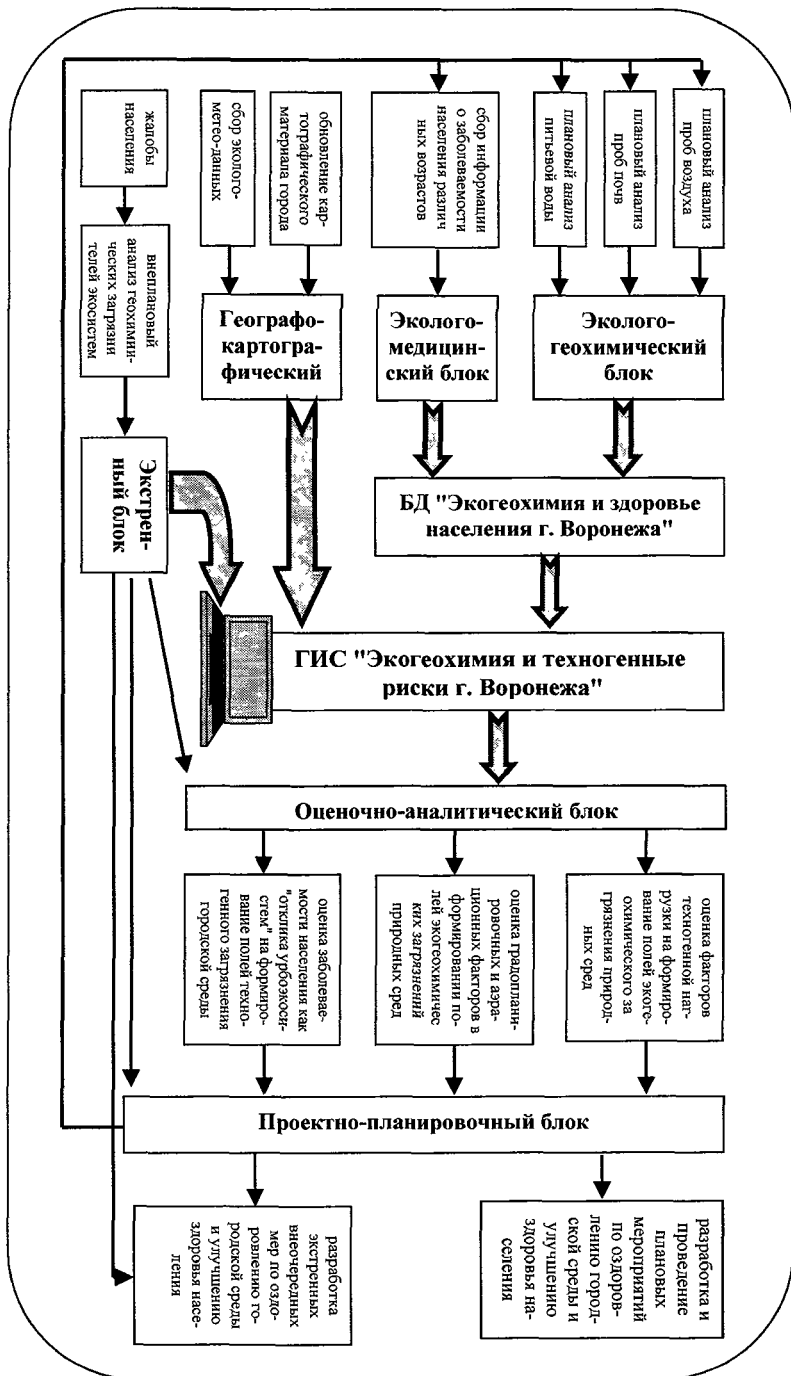 жалобы
населения
сбор эколого-
метео-данных
обновление кар-
тографического
материала города
сбор информации
о заболеваемости
населения различ
ных возрастов
плановый анализ
питьевой воды
плановый анализ
проб почв
плановый анализ
проб воздуха
внеплановый
анализ геохимии-
ческих загрязни
телей экосистем
Географо-
картогра-
фический
Эколого-
медицин-
ский блок
Эколого-
геохимический
блок
Экстрен-
ный блок
БД "Экогеохимия и здоровье
населения г. Воронежа"
ГИС "Экогеохимия и техногенные
риски г. Воронежа"
Оценочно-аналитический блок
оценка заболевае-
мости населения как
"отклика урбоэкоси-
стем" на формиро-
вание полей техно-
генного загрязнения
городской среды
оценка градоплани-
ровочных и аэра-
ционных факторов в
формировании по-
лей экогеохимичес
ких загрязнений
природных сред
оценка факторов
техногенной наг-
рузки на формиро-
вание полей экоге-
охимического за
грязнения природ-
ных сред
Проектно-планировочный блок
разработка
экстренных
внеочередных
мер по оздо-
ровлению го-
родской среды
и улучшению
здоровья насе-
ления
разработка и
проведение
плановых
мероприятий
по оздоров-
лению город-
ской среды и
улучшению
здоровья на-
селения